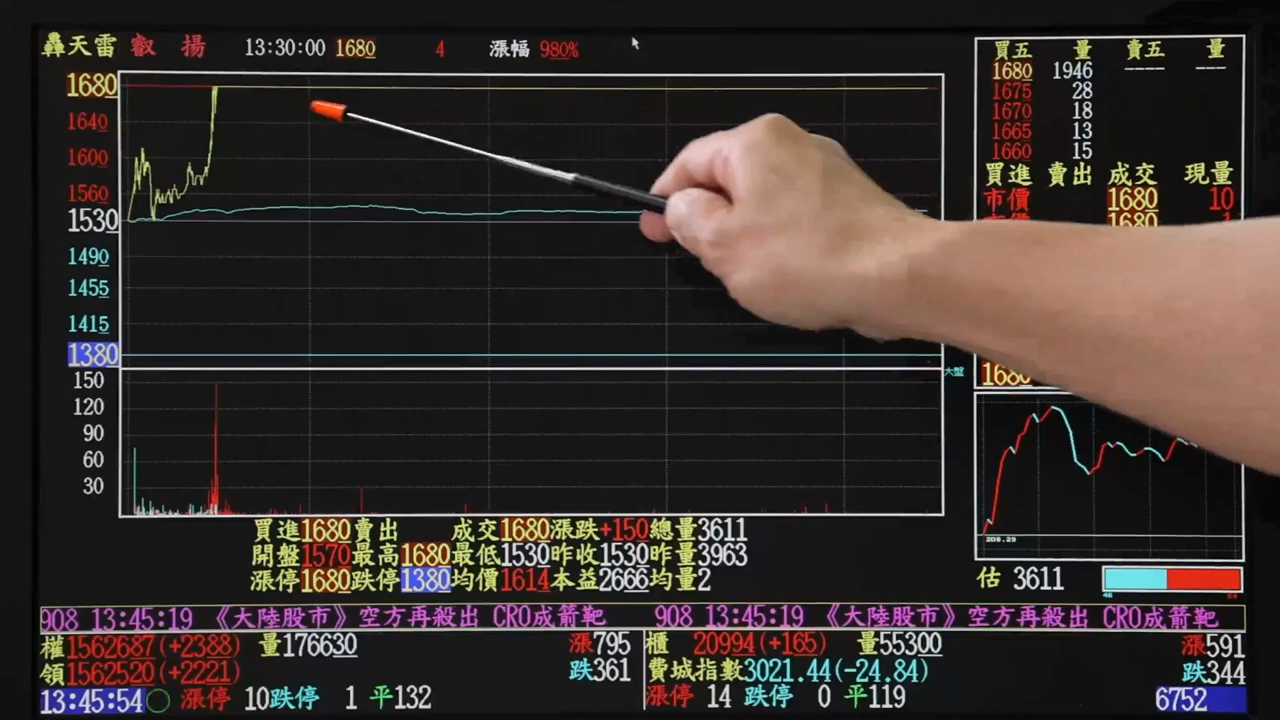 轟天雷 叡揚 13:30:00 1680 4 漲幅 980%
1680
1640
1600
1560
1530
1490
1455
1415
1380
150
120
90
60
30
買五 量 賣五 量
1680 1946 ---- ---
1675 28
1670 18
1665 13
1660 15
買進 賣出 成交 現量
市價 1680 10
1680
大盤
208.29
買進1680賣出 成交1680漲跌+150總量3611
開盤1570最高1680最低1530昨收1530昨量3963
漲停1680跌停1380均價1614本益2666均量2
估 3611
46 54
908 13:45:19 《大陸股市》空方再殺出 CRO成箭靶 908 13:45:19 《大陸股市》空方再殺出 CRO成箭靶
權1562687(+2388) 量176630 漲795
領1562520(+2221) 跌361
13:45:54 漲停 10跌停 1 平132
櫃 20994(+165) 量55300 漲591
費城指數3021.44(-24.84) 跌344
漲停 14 跌停 0 平119 6752